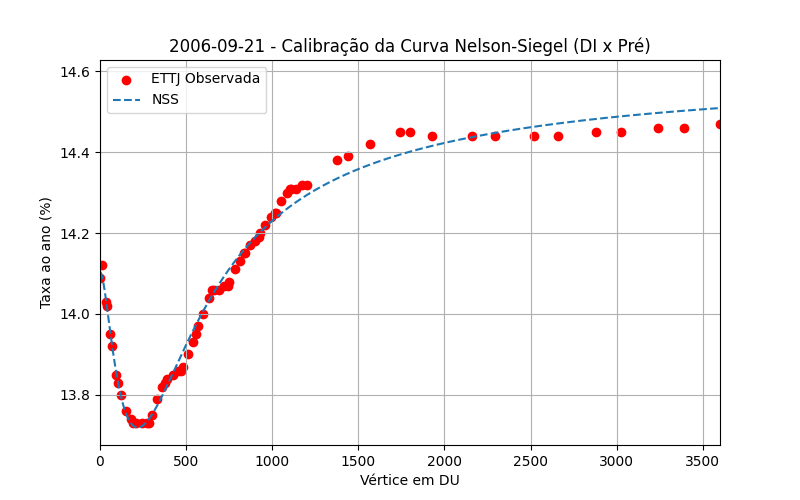 2006-09-21 - Calibração da Curva Nelson-Siegel (DI x Pré)
14.6
14.4
14.2
14.0
13.8
Taxa ao ano (%)
ETTJ Observada
NSS
0 500 1000 1500 2000 2500 3000 3500
Vértice em DU